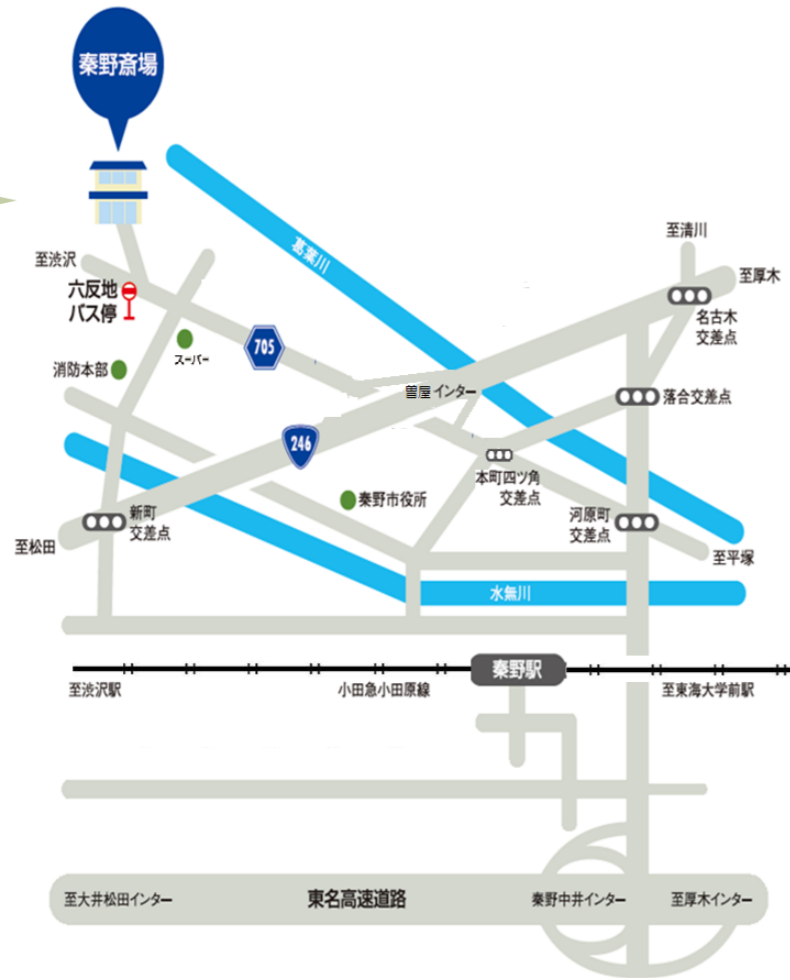 秦野斎場
葛葉川
至清川
至渋沢
至厚木
六反地
バス停
名古木
交差点
705
スーパー
消防本部
曽屋インター
落合交差点
246
本町四ツ角
交差点
秦野市役所
新町
交差点
河原町
交差点
至松田
至平塚
水無川
秦野駅
至渋沢駅
小田急小田原線
至東海大学前駅
至大井松田インター
東名高速道路
秦野中井インター
至厚木インター